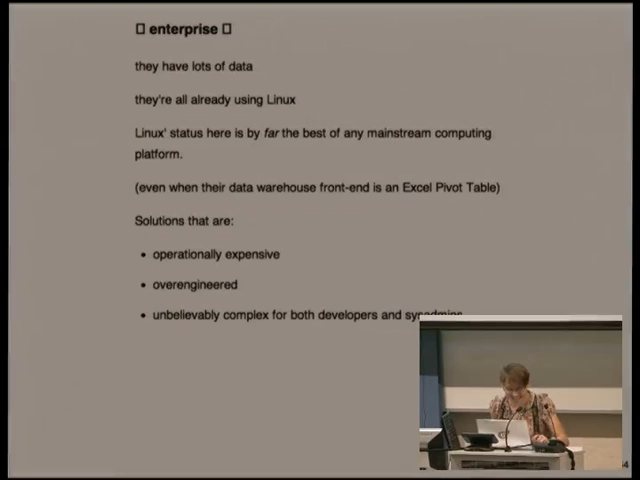 ▯ enterprise ▯
they have lots of data
they're all already using Linux
Linux' status here is by far the best of any mainstream computing
platform.
(even when their data warehouse front-end is an Excel Pivot Table)
Solutions that are:
• operationally expensive
• overengineered
• unbelievably complex for both developers and sysadmins